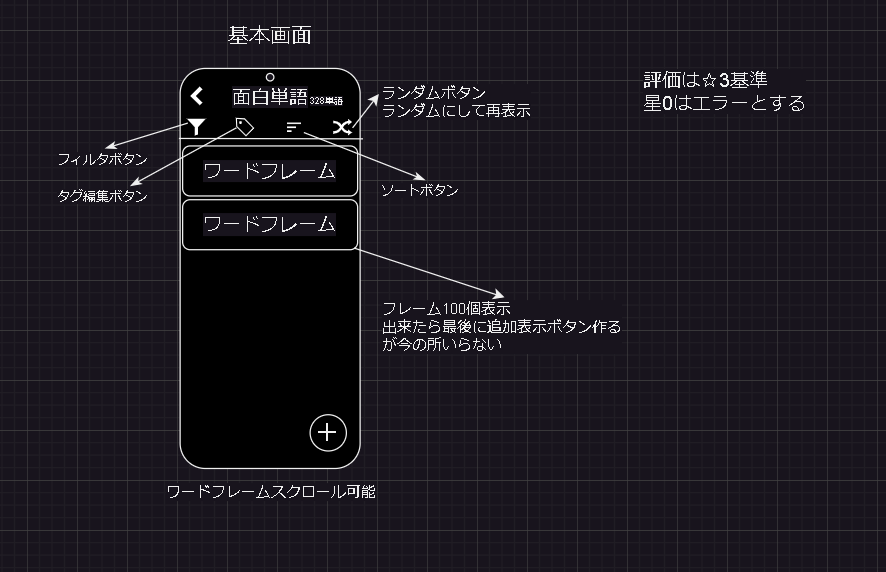 基本画面
評価は☆3基準
星0はエラーとする
面白単語 328単語
ランダムボタン
ランダムにして再表示
フィルタボタン
タグ編集ボタン
ソートボタン
ワードフレーム
ワードフレーム
フレーム100個表示
出来たら最後に追加表示ボタン作る
が今の所いらない
ワードフレームスクロール可能